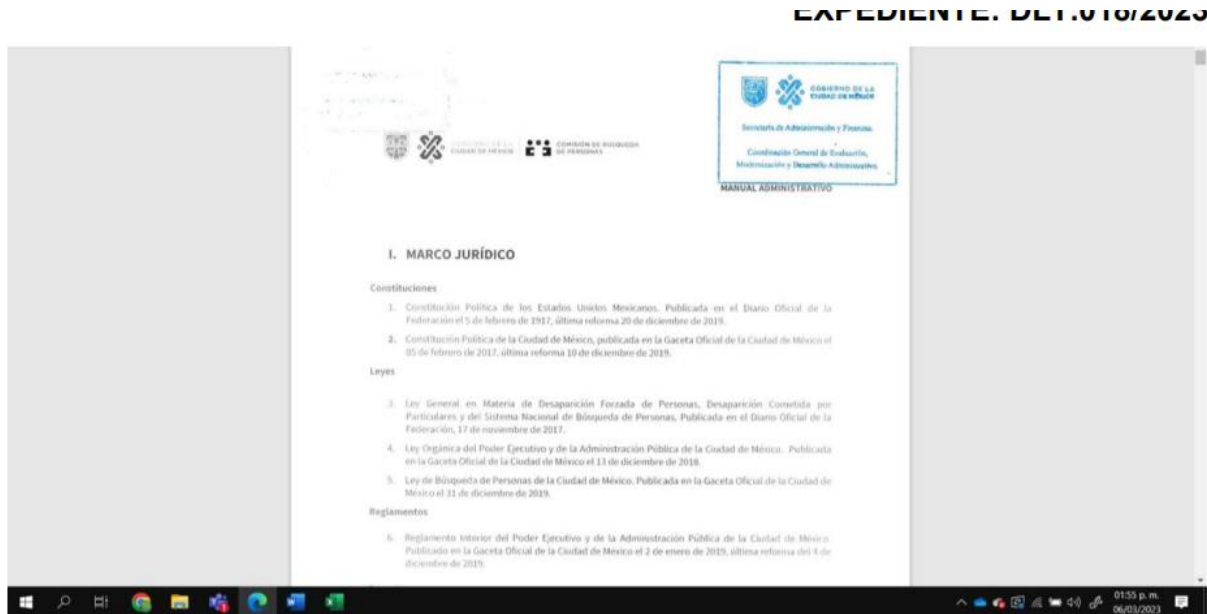 EXPEDIENTE: DLT.018/2023
GOBIERNO DE LA
CIUDAD DE MÉXICO
Secretaría de Administración y Finanzas
Coordinación General de Evaluación,
Modernización y Desarrollo Administrativo
GOBIERNO DE LA
CIUDAD DE MÉXICO
COMISIÓN DE BÚSQUEDA
DE PERSONAS
MANUAL ADMINISTRATIVO
I. MARCO JURÍDICO
Constituciones
1. Constitución Política de los Estados Unidos Mexicanos. Publicada en el Diario Oficial de la
Federación el 5 de febrero de 1917, última reforma 20 de diciembre de 2019.
2. Constitución Política de la Ciudad de México, publicada en la Gaceta Oficial de la Ciudad de México el
05 de febrero de 2017, última reforma 10 de diciembre de 2019.
Leyes
3. Ley General en Materia de Desaparición Forzada de Personas, Desaparición Cometida por
Particulares y del Sistema Nacional de Búsqueda de Personas, Publicada en el Diario Oficial de la
Federación, 17 de noviembre de 2017.
4. Ley Orgánica del Poder Ejecutivo y de la Administración Pública de la Ciudad de México. Publicada
en la Gaceta Oficial de la Ciudad de México el 13 de diciembre de 2018.
5. Ley de Búsqueda de Personas de la Ciudad de México. Publicada en la Gaceta Oficial de la Ciudad de
México el 31 de diciembre de 2019.
Reglamentos
6. Reglamento Interior del Poder Ejecutivo y de la Administración Pública de la Ciudad de México.
Publicado en la Gaceta Oficial de la Ciudad de México el 2 de enero de 2019, última reforma del 4 de
diciembre de 2019.
01:55 p. m.
06/03/2023